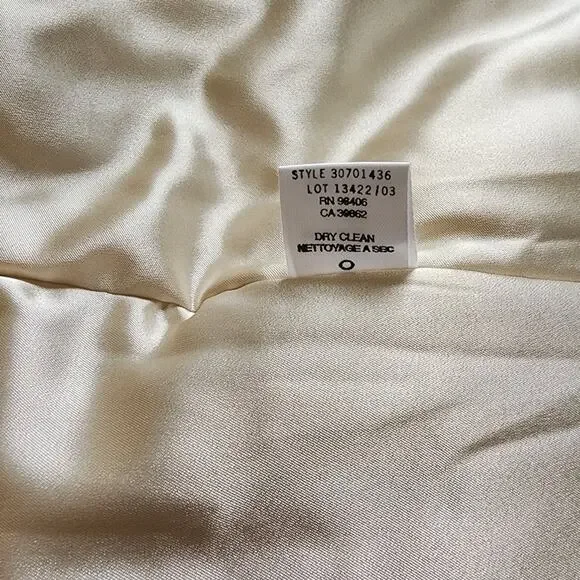 STYLE 30701436
LOT 13422/03
RN 98406
CA 39862
DRY CLEAN
NETTOYAGE A SEC